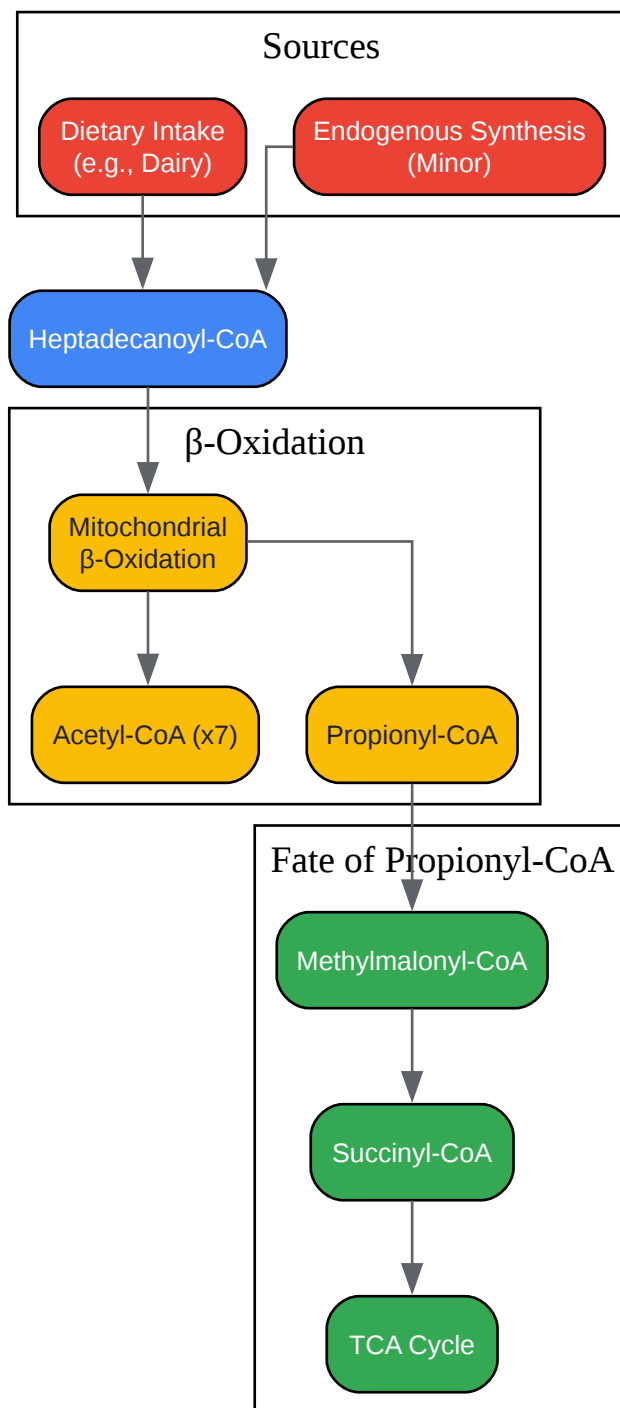 Sources
Dietary Intake
(e.g., Dairy)
Endogenous Synthesis
(Minor)
Heptadecanoyl-CoA
β-Oxidation
Mitochondrial
β-Oxidation
Acetyl-CoA (x7)
Propionyl-CoA
Fate of Propionyl-CoA
Methylmalonyl-CoA
Succinyl-CoA
TCA Cycle